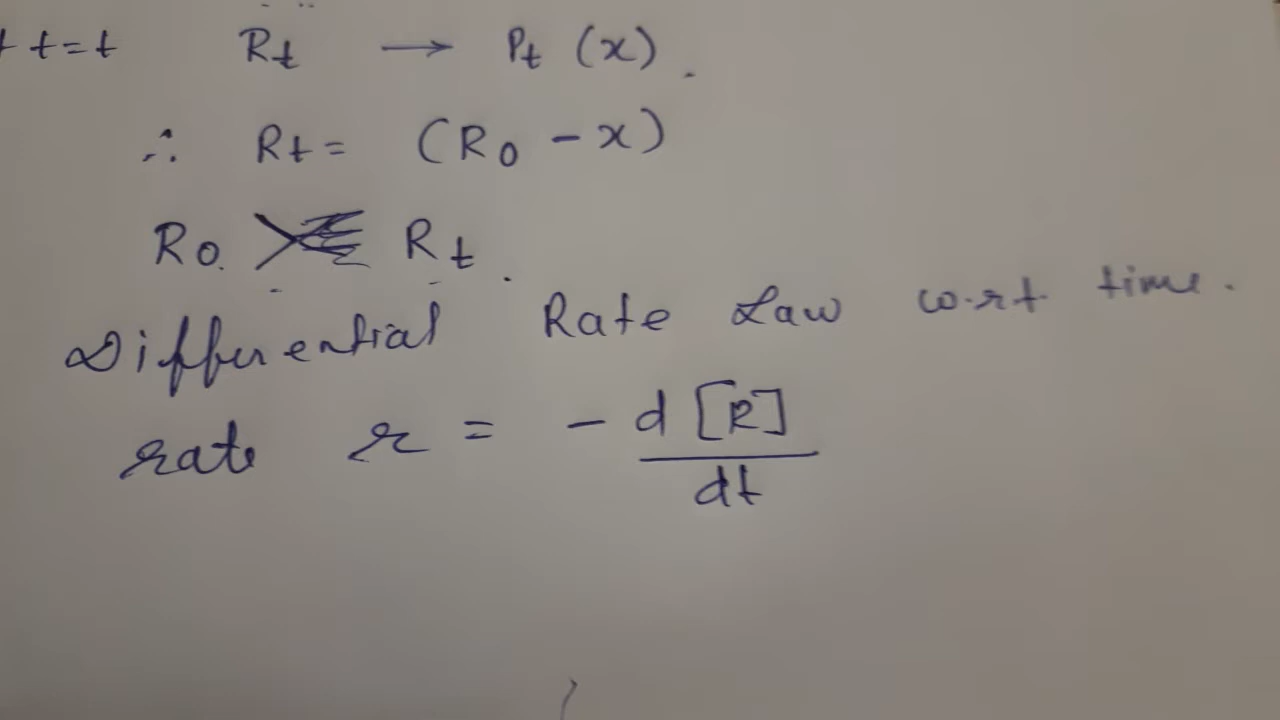 t=t Rt → Pt (x).
∴ Rt = (R0 - x)
R0 > Rt.
Differential Rate Law w.r.t. time.
rate r = - d[R]/dt